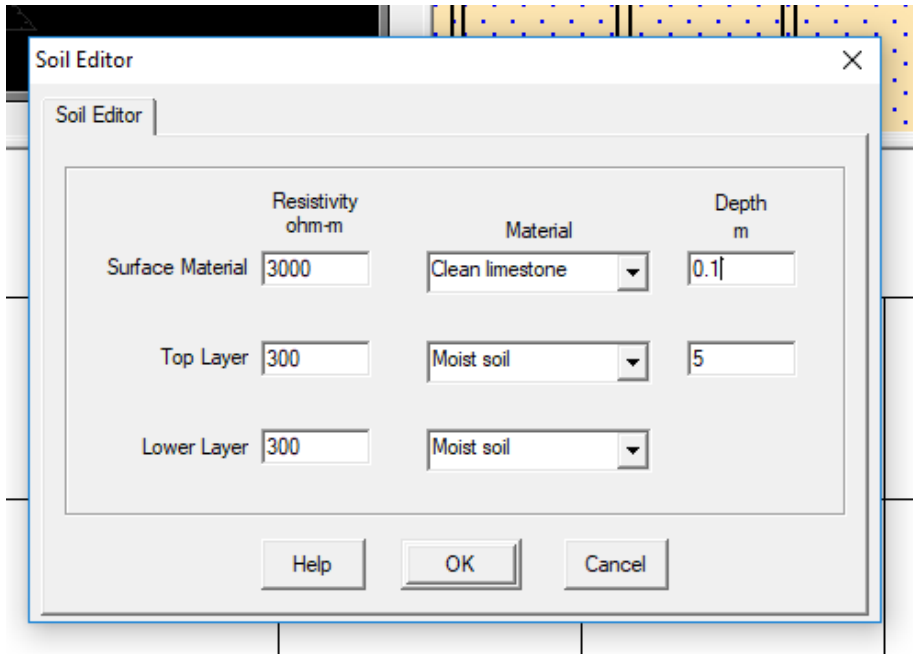 Soil Editor
Soil Editor
Resistivity
ohm-m
Material
Depth
m
Surface Material 3000 Clean limestone 0.1
Top Layer 300 Moist soil 5
Lower Layer 300 Moist soil
Help OK Cancel